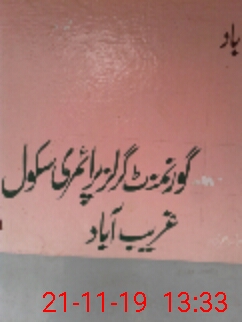 باد
گورنمنٹ گرلز پرائمری سکول
غریب آباد
21-11-19 13:33